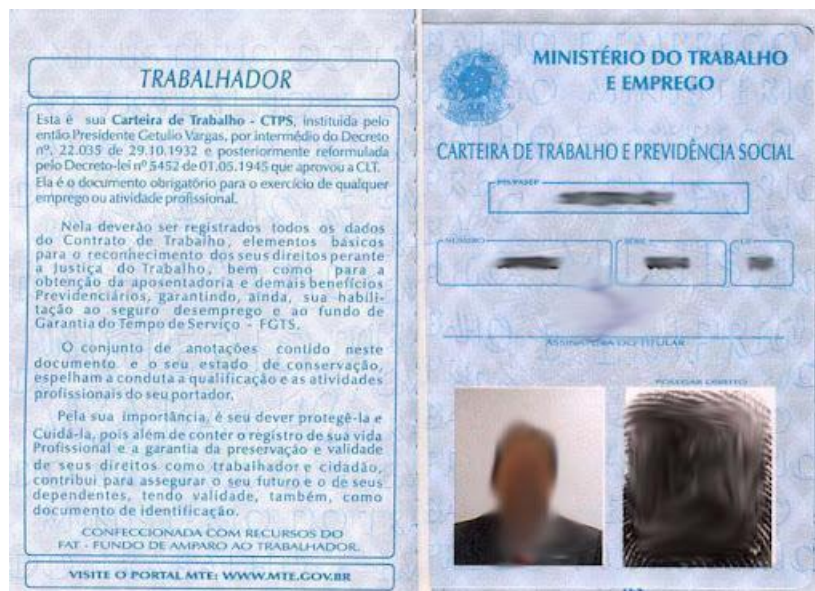 TRABALHADOR
Esta é sua Carteira de Trabalho - CTPS, instituida pelo
então Presidente Getulio Vargas, por intermédio do Decreto
nº. 22.035 de 29.10.1932 e posteriormente reformulada
pelo Decreto-lei nº 5452 de 01.05.1945 que aprovou a CLT.
Ela é o documento obrigatório para o exercício de qualquer
emprego ou atividade profissional.
Nela deverão ser registrados todos os dados
do Contrato de Trabalho, elementos básicos
para o reconhecimento dos seus direitos perante
a Justiça do Trabalho, bem como para a
obtenção da aposentadoria e demais benefícios
Previdenciários, garantindo, ainda, sua habili-
tação ao seguro desemprego e ao fundo de
Garantia do Tempo de Serviço - FGTS.
O conjunto de anotações contido neste
documento e o seu estado de conservação,
espelham a conduta a qualificação e as atividades
profissionais do seu portador.
Pela sua importância, é seu dever protegê-la e
Cuidá-la, pois além de conter o registro de sua vida
Profissional e a garantia da preservação e validade
de seus direitos como trabalhador e cidadão,
contribui para assegurar o seu futuro e o de seus
dependentes, tendo validade, também, como
documento de identificação.
CONFECCIONADA COM RECURSOS DO
FAT - FUNDO DE AMPARO AO TRABALHADOR.
VISITE O PORTAL MTE: WWW.MTE.GOV.BR
MINISTÉRIO DO TRABALHO
E EMPREGO
CARTEIRA DE TRABALHO E PREVIDÊNCIA SOCIAL
PIS/PASEP
NÚMERO SÉRIE UF
ASSINATURA DO TITULAR
POLEGAR DIREITO